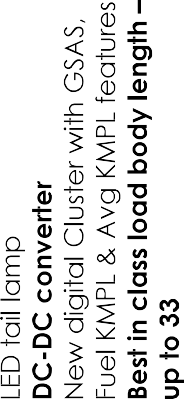 LED tail lamp
DC-DC converter
New digital Cluster with GSAS,
Fuel KMPL & Avg KMPL features
Best in class load body length –
up to 33